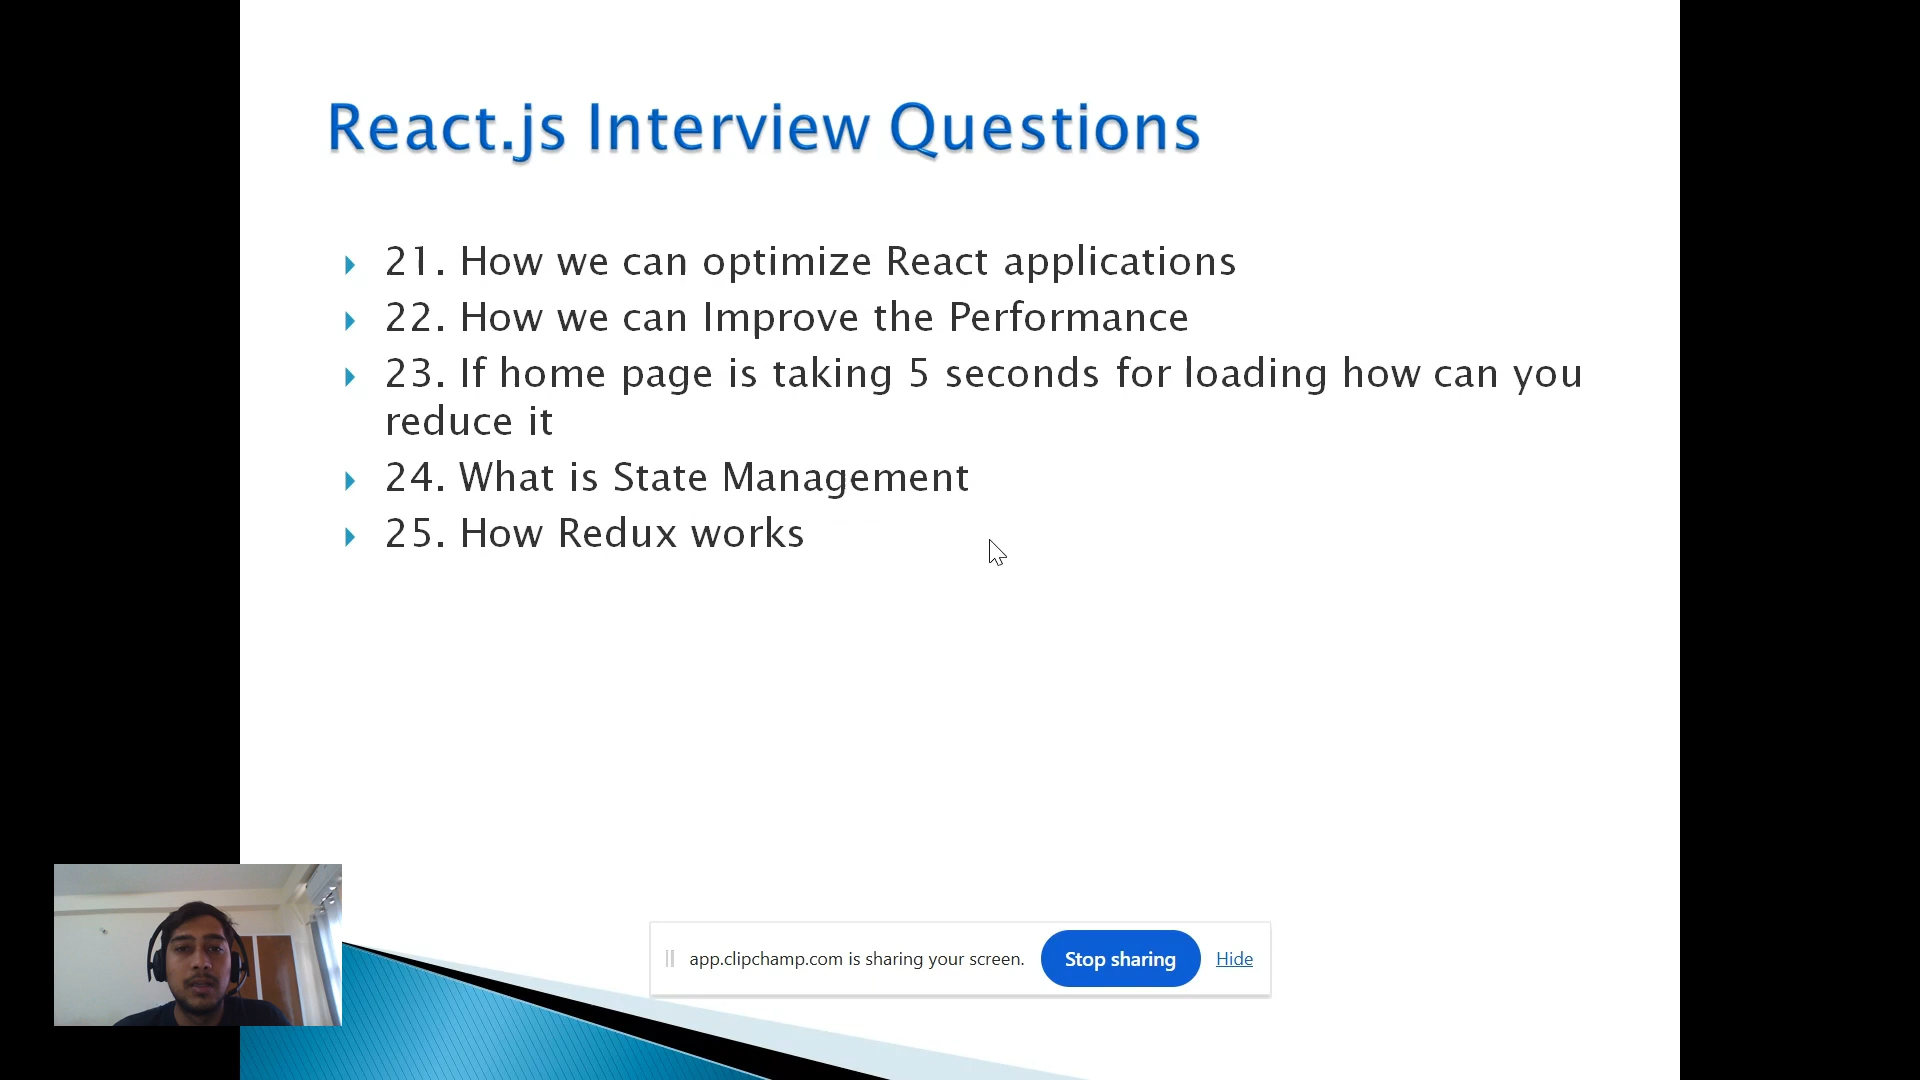 React.js Interview Questions
21. How we can optimize React applications
22. How we can Improve the Performance
23. If home page is taking 5 seconds for loading how can you
reduce it
24. What is State Management
25. How Redux works
app.clipchamp.com is sharing your screen. Stop sharing Hide